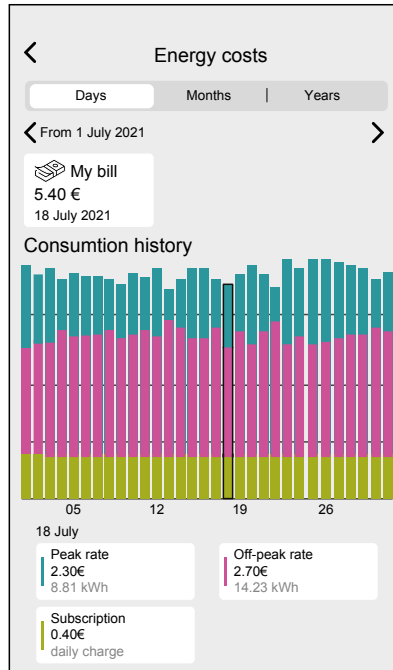 Energy costs
Days Months | Years
From 1 July 2021
My bill
5.40 €
18 July 2021
Consumtion history
05 12 19 26
18 July
Peak rate
2.30€
8.81 kWh
Off-peak rate
2.70€
14.23 kWh
Subscription
0.40€
daily charge